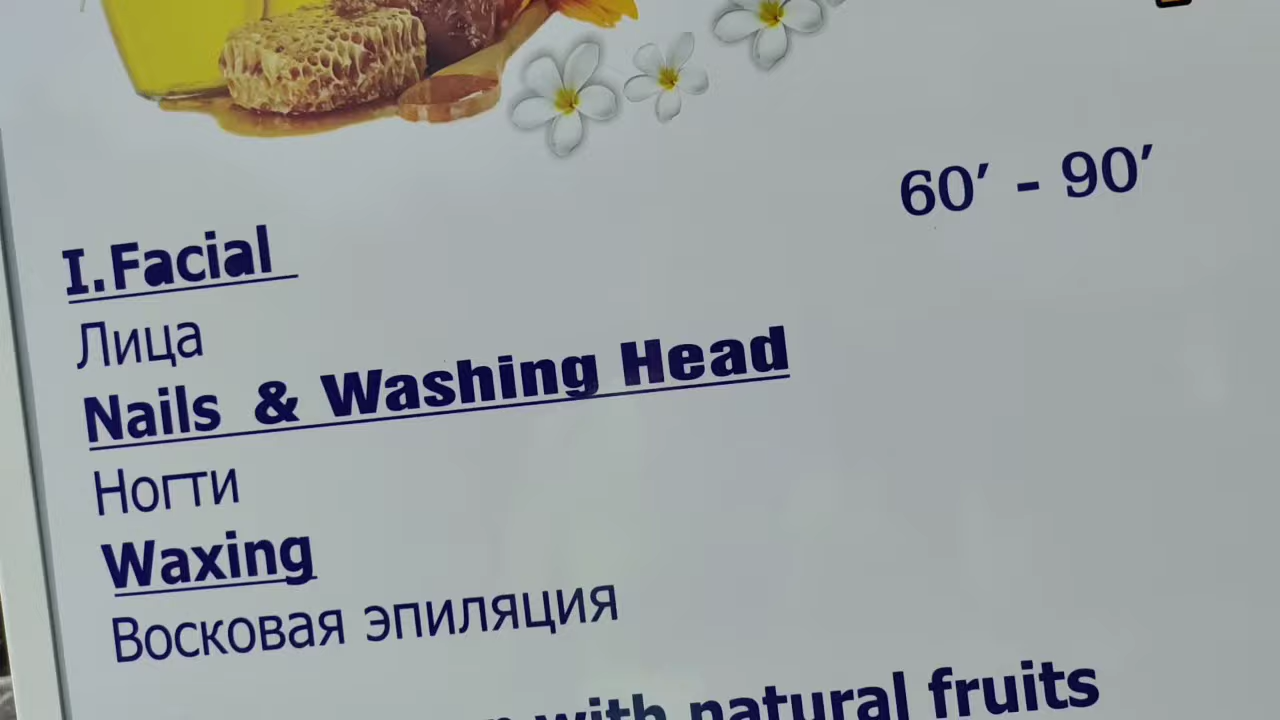 60′ - 90′
I.Facial
Лица
Nails & Washing Head
Ногти
Waxing
Восковая эпиляция
with natural fruits